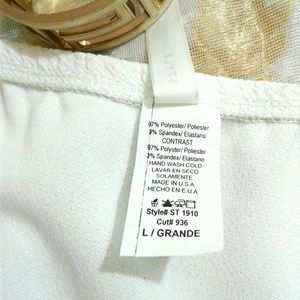 97% Polyester/ Poliester
3% Spandex/ Elastano
CONTRAST
97% Polyester/ Poliester
3% Spandex/ Elastano
HAND WASH COLD
LAVAR EN SECO
SOLAMENTE
MADE IN U.S.A
HECHO EN E.U.A.
Style# ST 1910
Cut# 936
L / GRANDE